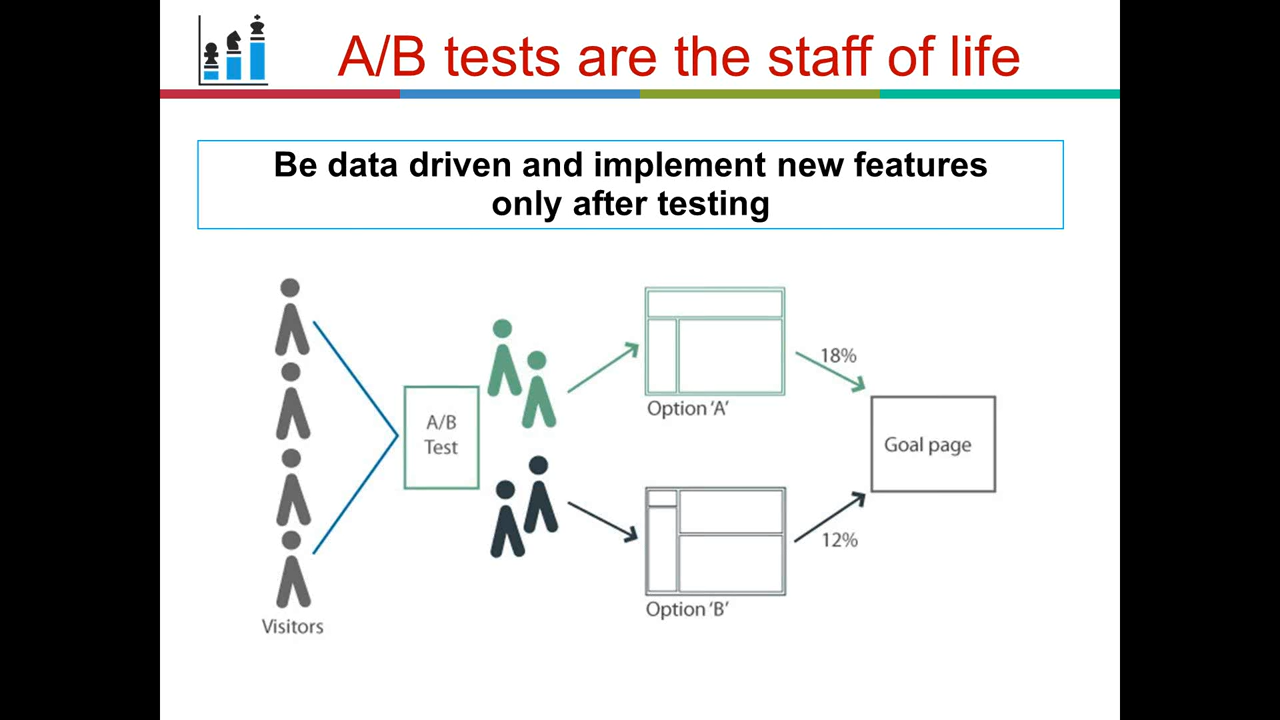 A/B tests are the staff of life
Be data driven and implement new features
only after testing
A/B
Test
Option 'A'
18%
Goal page
12%
Option 'B'
Visitors